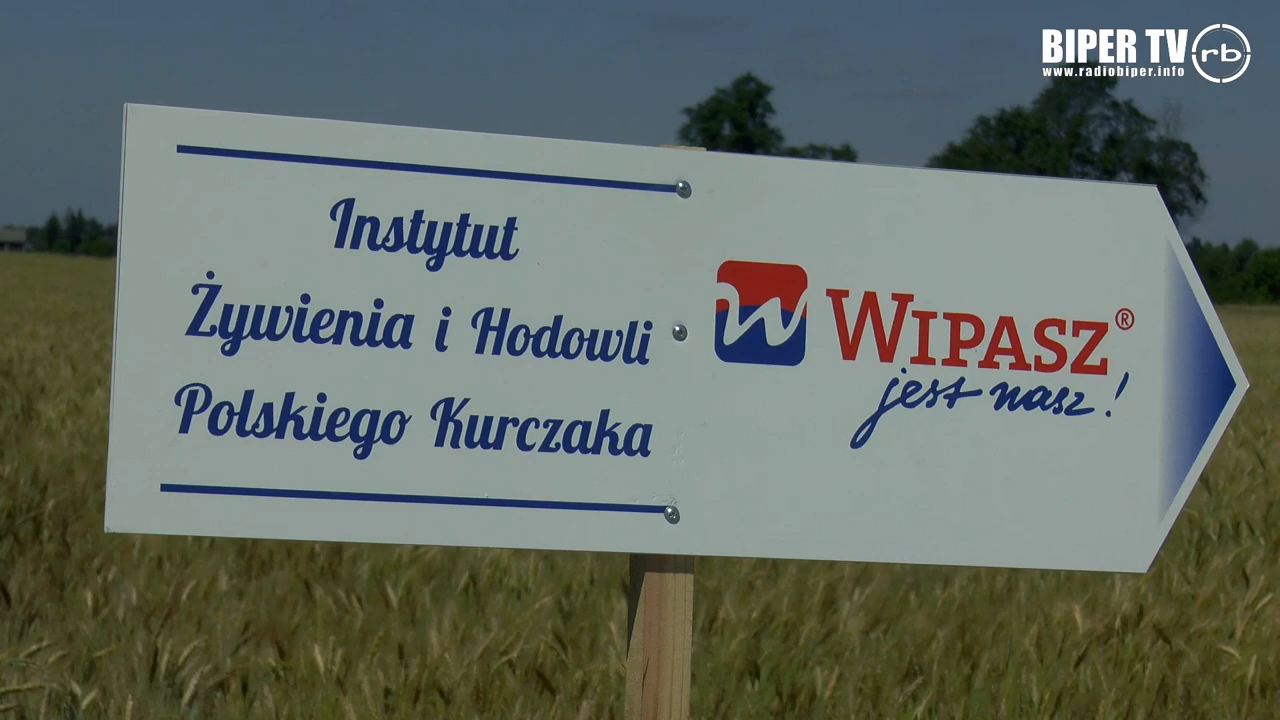 BIPER TV rb
www.radiobiper.info
Instytut
Żywienia i Hodowli
Polskiego Kurczaka
W WIPASZ®
jest nasz!